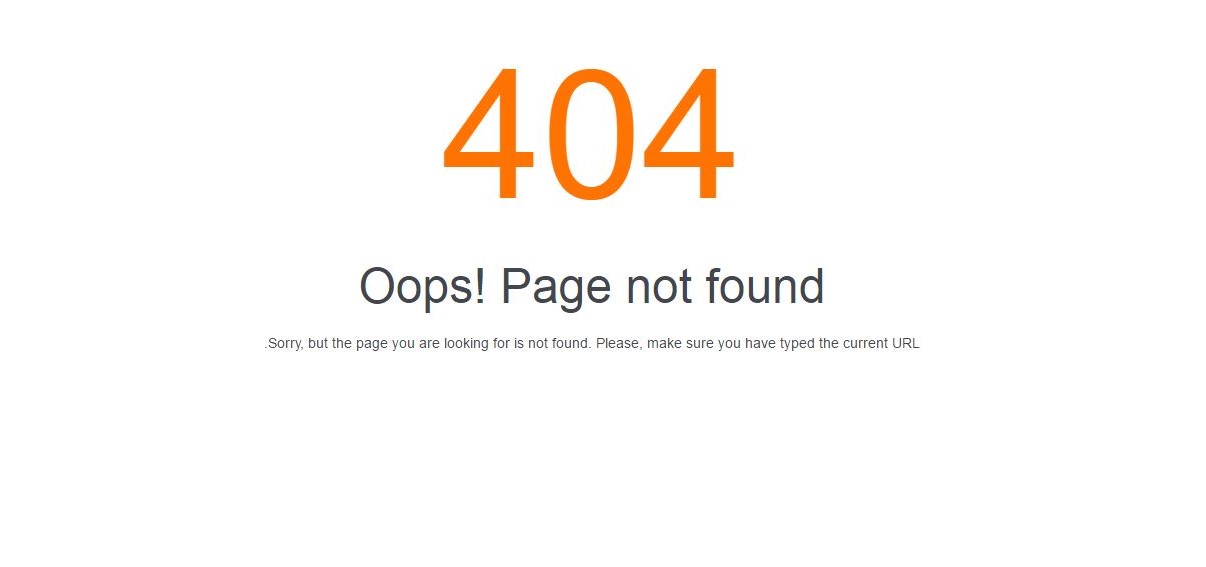 404
Oops! Page not found
.Sorry, but the page you are looking for is not found. Please, make sure you have typed the current URL